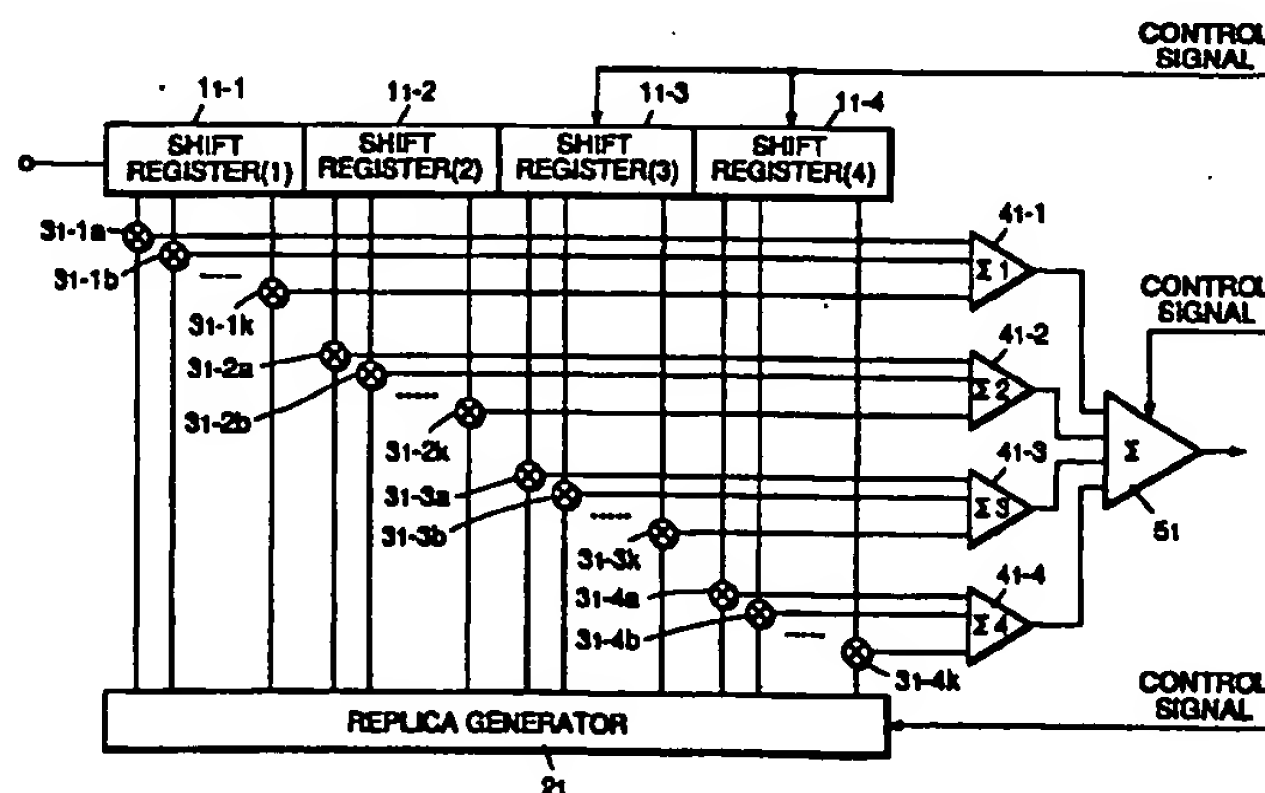 CONTROL
SIGNAL
11-1
11-2
11-3
11-4
SHIFT
REGISTER(1)
SHIFT
REGISTER(2)
SHIFT
REGISTER(3)
SHIFT
REGISTER(4)
31-1a
31-1b
31-1k
41-1
Σ1
CONTROL
SIGNAL
31-2a
31-2b
31-2k
41-2
Σ2
Σ
51
31-3a
31-3b
31-3k
41-3
Σ3
31-4a
31-4b
31-4k
41-4
Σ4
CONTROL
SIGNAL
REPLICA GENERATOR
21